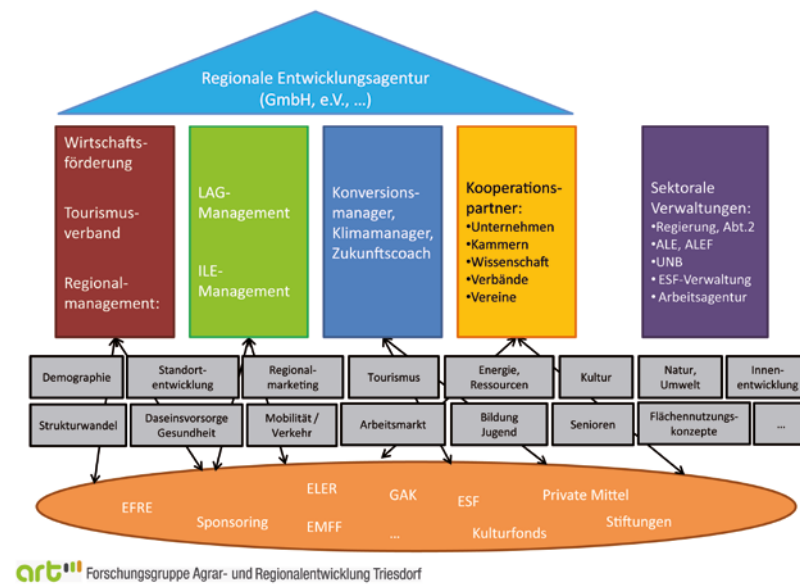 Regionale Entwicklungsagentur
(GmbH, e.V., ...)
Wirtschafts-
förderung
Tourismus-
verband
Regional-
management:
LAG-
Management
ILE-
Management
Konversions-
manager,
Klimamanager,
Zukunftscoach
Kooperations-
partner:
•Unternehmen
•Kammern
•Wissenschaft
•Verbände
•Vereine
Sektorale
Verwaltungen:
•Regierung, Abt.2
•ALE, ALEF
•UNB
•ESF-Verwaltung
•Arbeitsagentur
Demographie
Standort-
entwicklung
Regional-
marketing
Tourismus
Energie,
Ressourcen
Kultur
Natur,
Umwelt
Innen-
entwicklung
Strukturwandel
Daseinsvorsorge
Gesundheit
Mobilität /
Verkehr
Arbeitsmarkt
Bildung
Jugend
Senioren
Flächennutzungs-
konzepte
...
EFRE
Sponsoring
ELER
EMFF
GAK
...
ESF
Kulturfonds
Private Mittel
Stiftungen
art Forschungsgruppe Agrar- und Regionalentwicklung Triesdorf